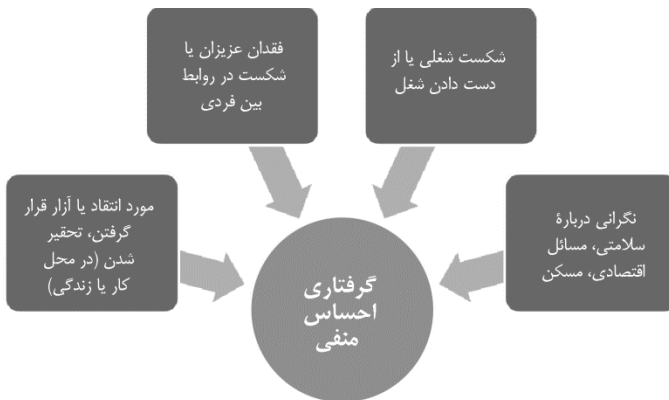 شکست شغلی یا از
دست دادن شغل
فقدان عزیزان یا
شکست در روابط
بین فردی
نگرانی دربارهٔ
سلامتی، مسائل
اقتصادی، مسکن
مورد انتقاد یا آزار قرار
گرفتن، تحقیر
شدن (در محل
کار یا زندگی)
گرفتاری
احساس
منفی